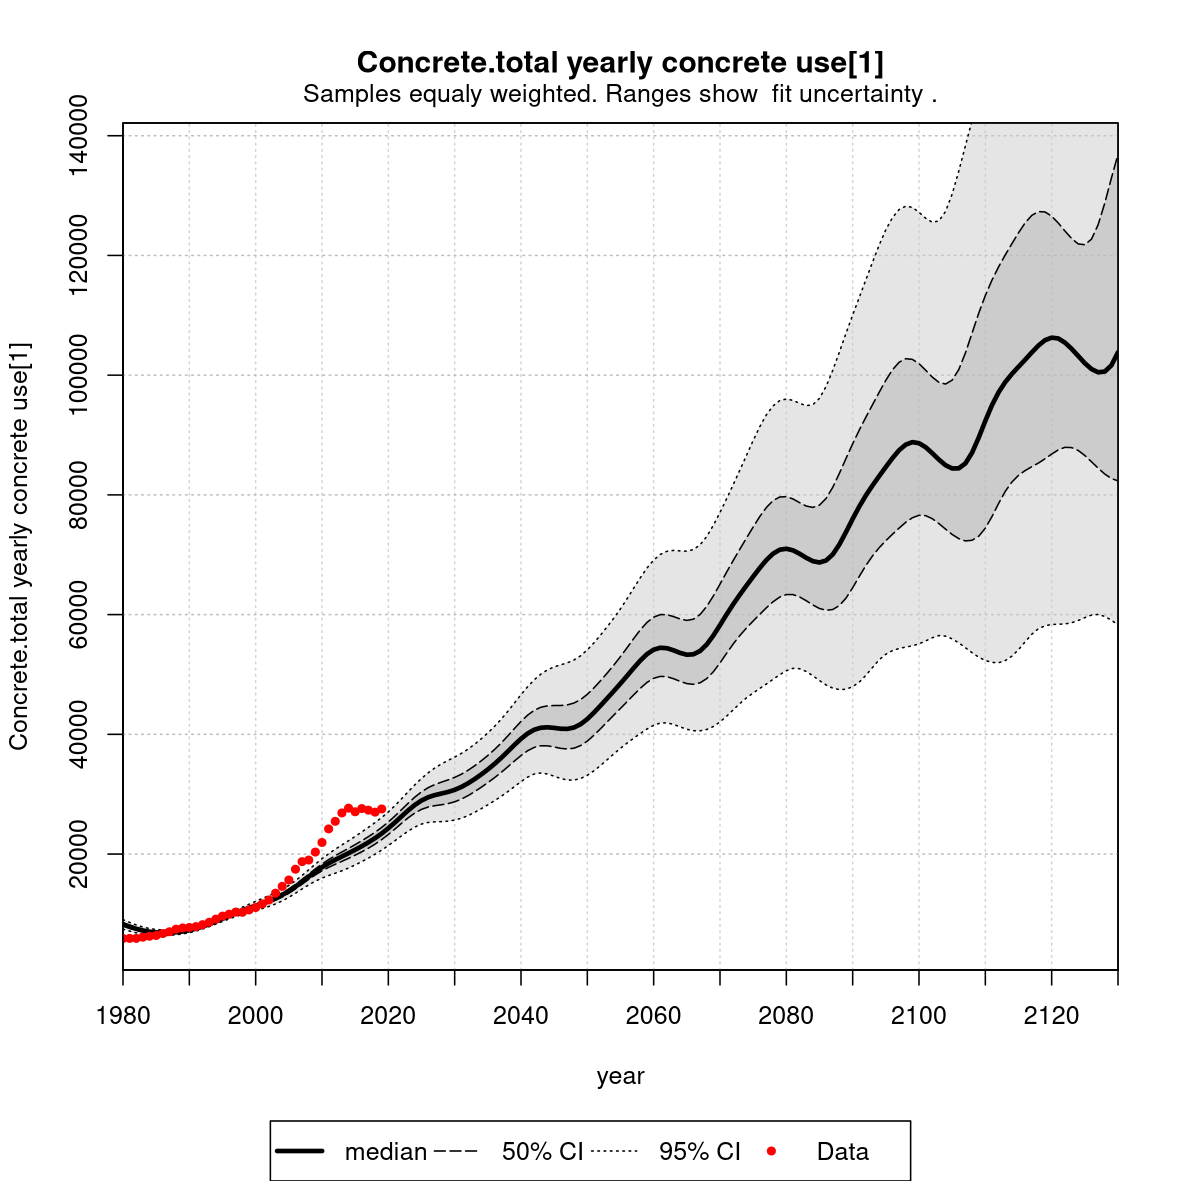 Concrete.total yearly concrete use[1]
Samples equaly weighted. Ranges show  fit uncertainty .
Concrete.total yearly concrete use[1]
140000
120000
100000
80000
60000
40000
20000
1980 2000 2020 2040 2060 2080 2100 2120
year
median 50% CI 95% CI Data